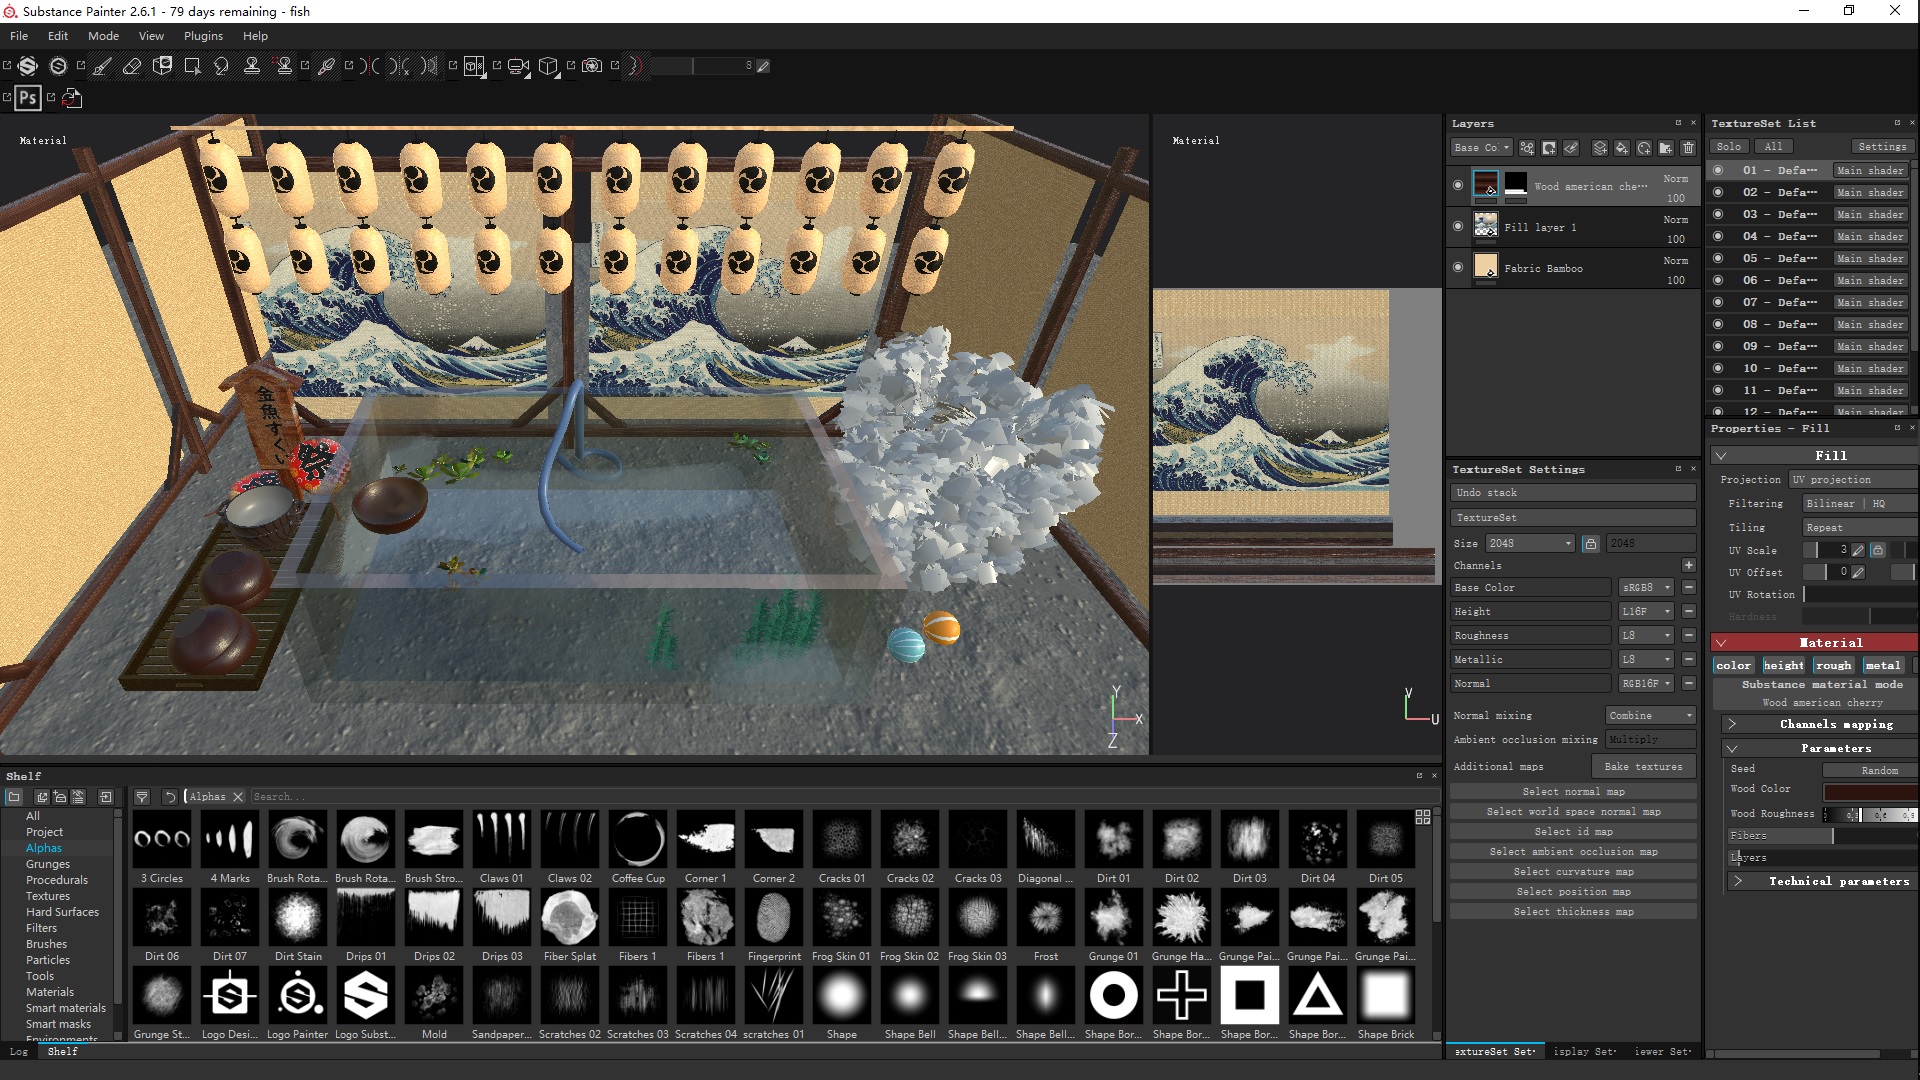 Substance Painter 2.6.1 - 79 days remaining - fish
File Edit Mode View Plugins Help
8
Ps
Material
Material
金魚すくい
祭
Y
X
Z
V
U
Layers
Base Co
Wood american che··· Norm 100
Fill layer 1 Norm 100
Fabric Bamboo Norm 100
TextureSet List
Solo All Settings
01 - Defa··· Main shader
02 - Defa··· Main shader
03 - Defa··· Main shader
04 - Defa··· Main shader
05 - Defa··· Main shader
06 - Defa··· Main shader
07 - Defa··· Main shader
08 - Defa··· Main shader
09 - Defa··· Main shader
10 - Defa··· Main shader
11 - Defa··· Main shader
12 - Defa··· Main shader
TextureSet Settings
Undo stack
TextureSet
Size 2048 2048
Channels
Base Color sRGB8
Height L16F
Roughness L8
Metallic L8
Normal RGB16F
Normal mixing Combine
Ambient occlusion mixing Multiply
Additional maps Bake textures
Select normal map
Select world space normal map
Select id map
Select ambient occlusion map
Select curvature map
Select position map
Select thickness map
extureSet Set· isplay Set· iewer Set·
Properties - Fill
Fill
Projection UV projection
Filtering Bilinear | HQ
Tiling Repeat
UV Scale 3
UV Offset 0
UV Rotation
Hardness
Material
color height rough metal
Substance material mode
Wood american cherry
Channels mapping
Parameters
Seed Random
Wood Color
Wood Roughness
Fibers
Layers
Technical parameters
Shelf
Alphas Search...
All
Project
Alphas
Grunges
Procedurals
Textures
Hard Surfaces
Filters
Brushes
Particles
Tools
Materials
Smart materials
Smart masks
Environments
3 Circles 4 Marks Brush Rota... Brush Rota... Brush Stro... Claws 01 Claws 02 Coffee Cup Corner 1 Corner 2 Cracks 01 Cracks 02 Cracks 03 Diagonal ... Dirt 01 Dirt 02 Dirt 03 Dirt 04 Dirt 05
Dirt 06 Dirt 07 Dirt Stain Drips 01 Drips 02 Drips 03 Fiber Splat Fibers 1 Fibers 1 Fingerprint Frog Skin 01 Frog Skin 02 Frog Skin 03 Frost Grunge 01 Grunge Ha... Grunge Pai... Grunge Pai... Grunge Pai...
Grunge St... Logo Desi... Logo Painter Logo Subst... Mold Sandpaper... Scratches 02 Scratches 03 Scratches 04 scratches 01 Shape Shape Bell Shape Bell... Shape Bell... Shape Bor... Shape Bor... Shape Bor... Shape Bor... Shape Brick
Log Shelf